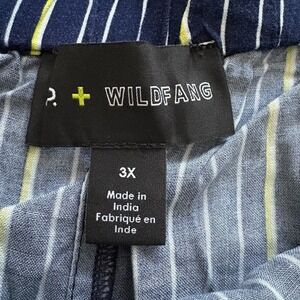 + WILDFANG
3X
Made in
India
Fabriqué en
Inde